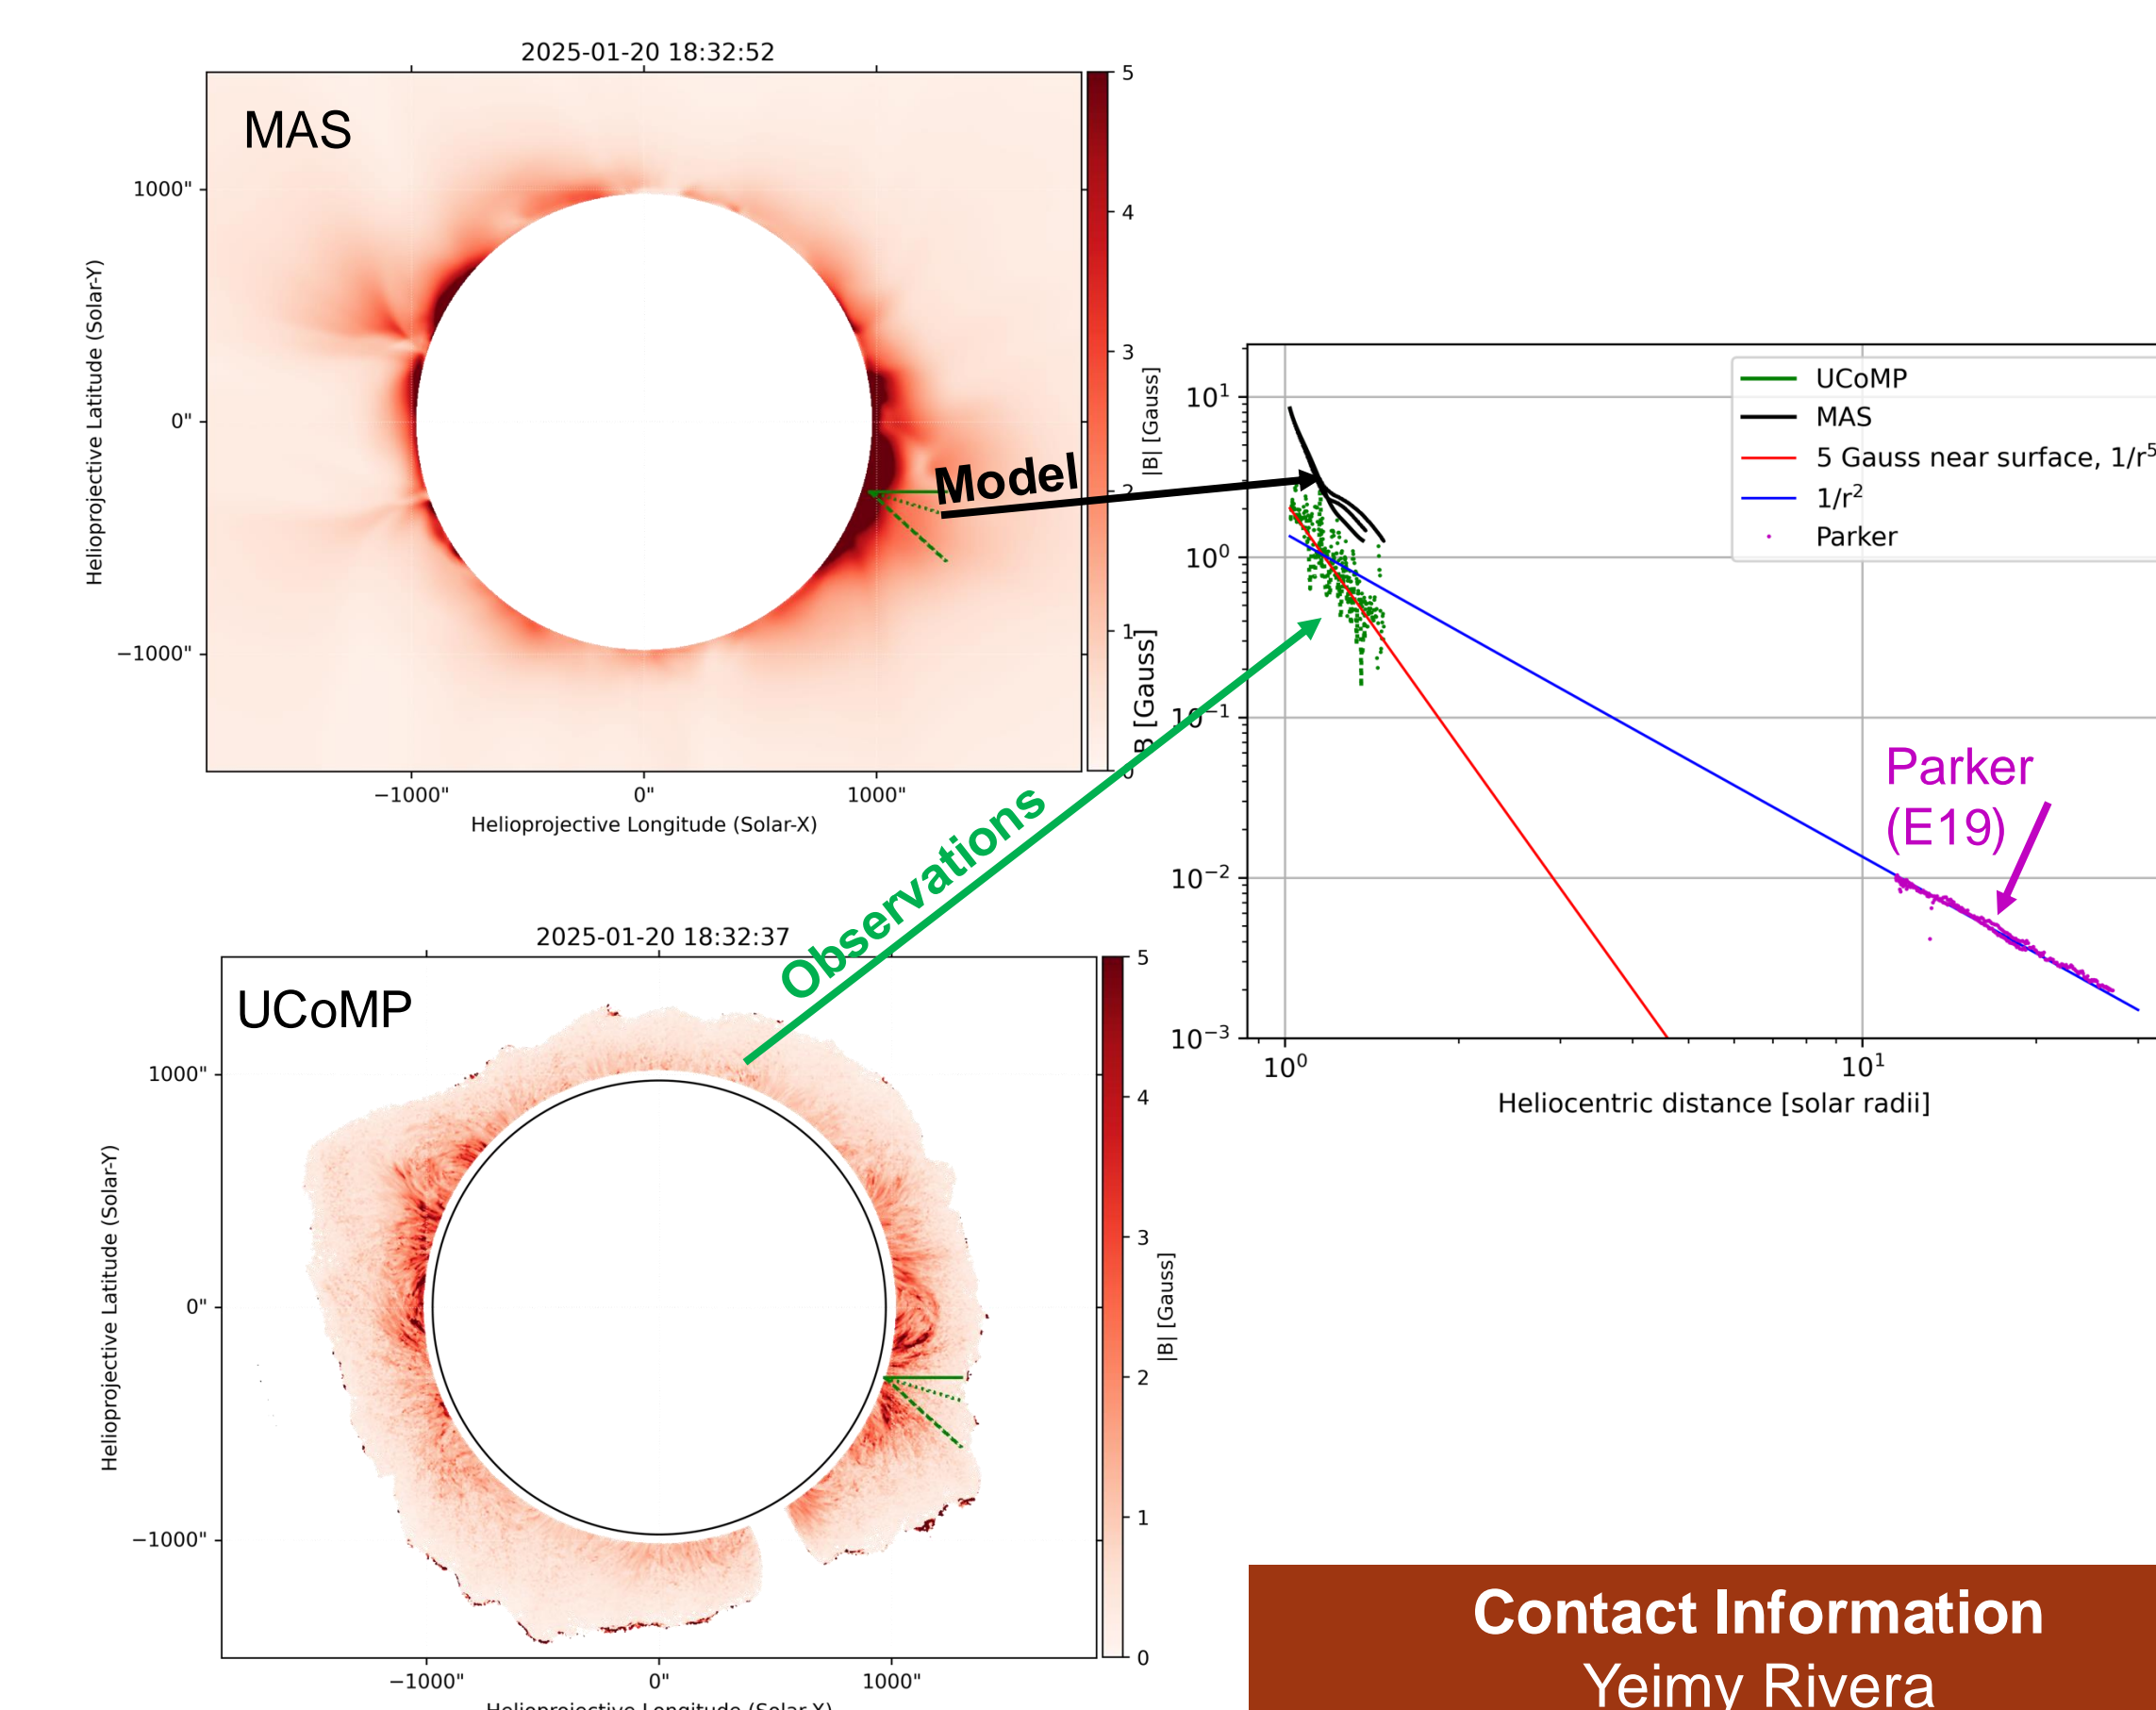 2025-01-20 18:32:52
MAS
1000"
0"
−1000"
−1000"
0"
1000"
Helioprojective Latitude (Solar-Y)
Helioprojective Longitude (Solar-X)
5
4
3
2
1
0
|B| [Gauss]
Model
Observations
2025-01-20 18:32:37
UCoMP
1000"
0"
−1000"
−1000"
0"
1000"
Helioprojective Latitude (Solar-Y)
Helioprojective Longitude (Solar-X)
5
4
3
2
1
0
|B| [Gauss]
UCoMP
MAS
5 Gauss near surface, 1/r⁵
1/r²
Parker
10¹
10⁰
10⁻¹
10⁻²
10⁻³
B [Gauss]
Parker
(E19)
10⁰
10¹
Heliocentric distance [solar radii]
Contact Information
Yeimy Rivera